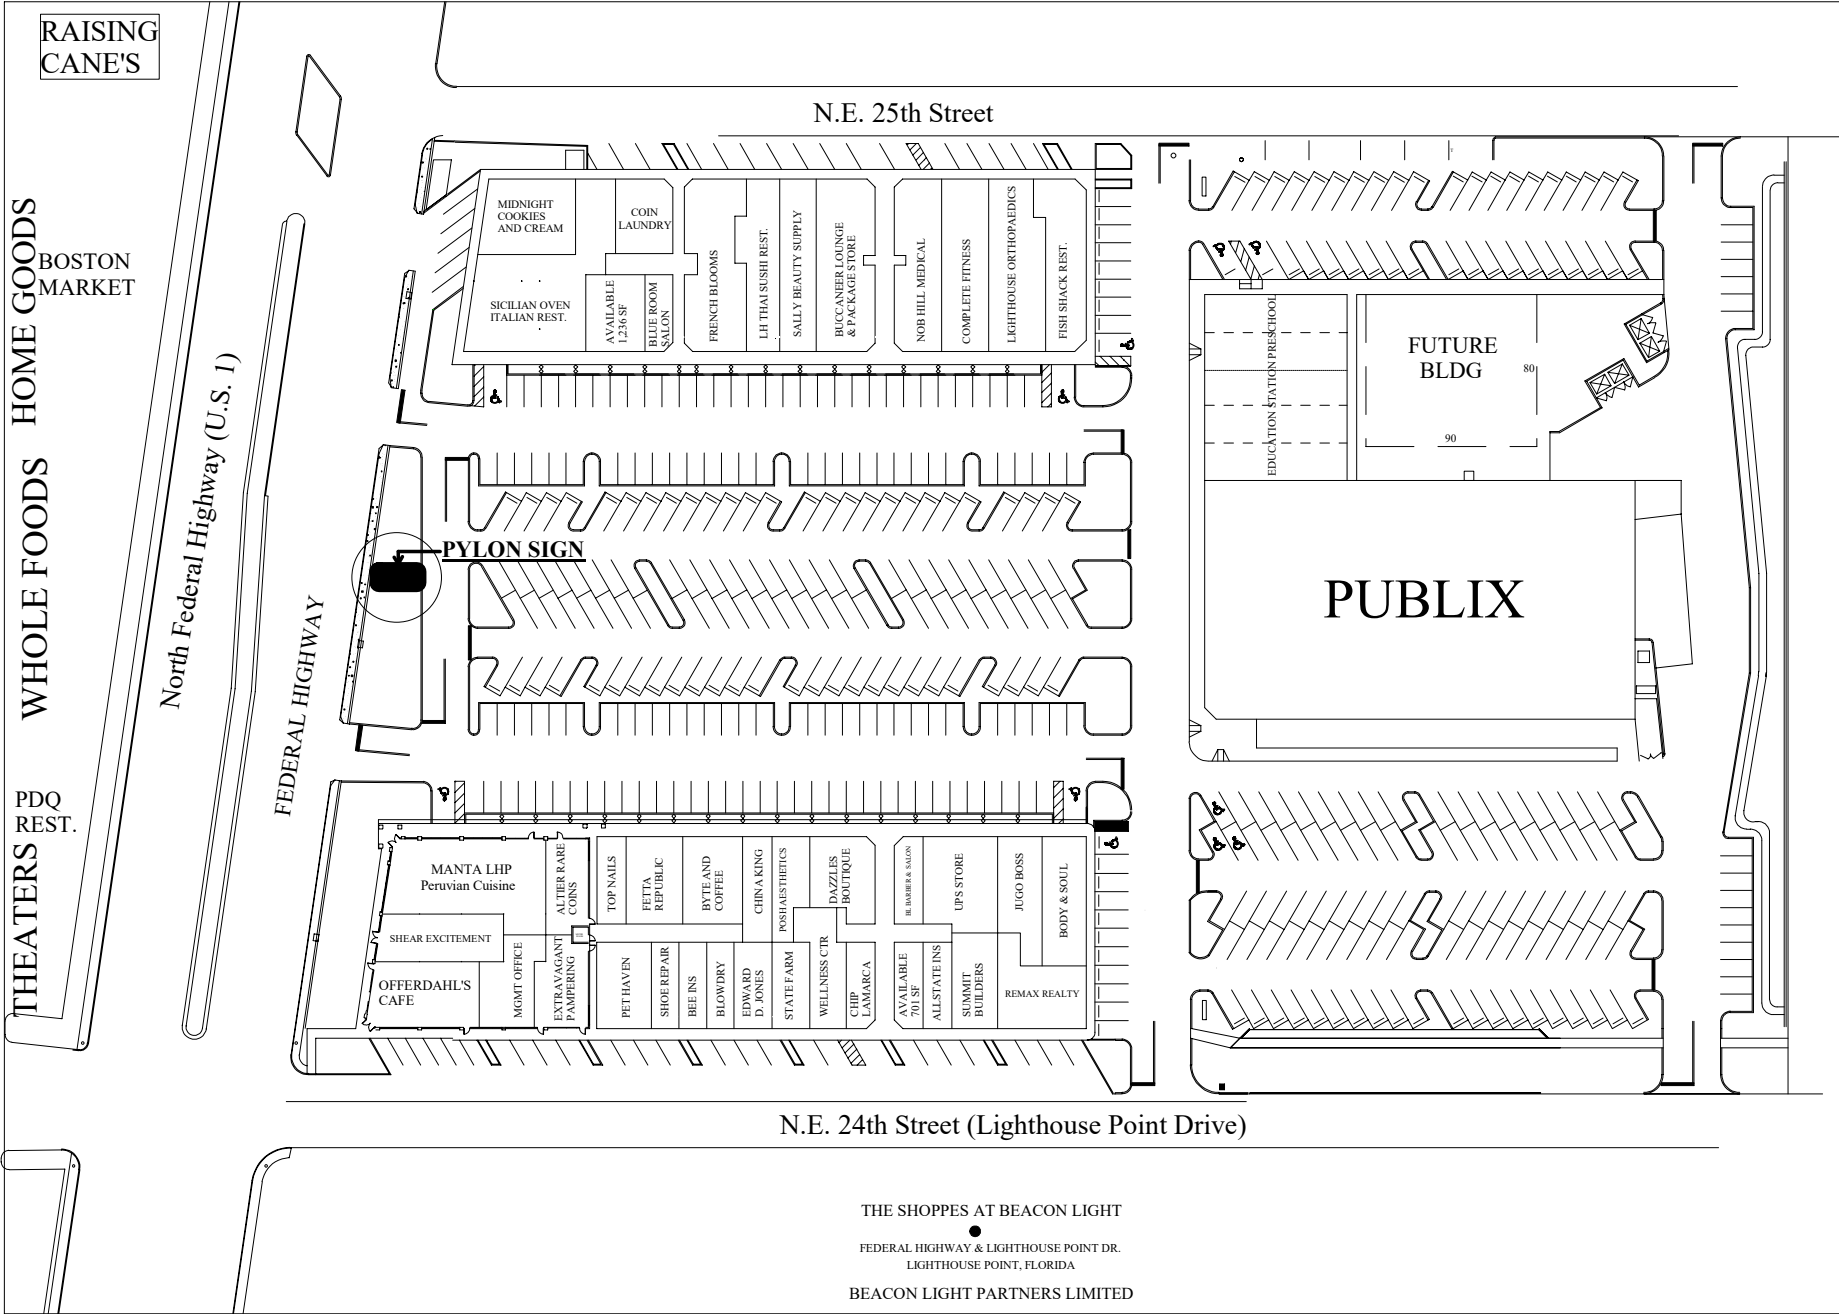 RAISING
CANE'S
N.E. 25th Street
HOME GOODS
BOSTON
MARKET
WHOLE FOODS
North Federal Highway (U.S. 1)
FEDERAL HIGHWAY
PDQ
REST.
THEATERS
MIDNIGHT
COOKIES
AND CREAM
COIN
LAUNDRY
SICILIAN OVEN
ITALIAN REST.
AVAILABLE
1,236 SF
BLUE ROOM
SALON
FRENCH BLOOMS
LH THAI SUSHI REST.
SALLY BEAUTY SUPPLY
BUCCANEER LOUNGE
& PACKAGE STORE
NOB HILL MEDICAL
COMPLETE FITNESS
LIGHTHOUSE ORTHOPAEDICS
FISH SHACK REST.
EDUCATION STATION PRESCHOOL
FUTURE
BLDG
80
90
PYLON SIGN
PUBLIX
MANTA LHP
Peruvian Cuisine
ALTIER RARE
COINS
TOP NAILS
FETTA
REPUBLIC
BYTE AND
COFFEE
CHINA KING
POSH AESTHETICS
DAZZLES
BOUTIQUE
BL BARBER & SALON
UPS STORE
JUGO BOSS
BODY & SOUL
SHEAR EXCITEMENT
OFFERDAHL'S
CAFE
MGMT OFFICE
EXTRAVAGANT
PAMPERING
PET HAVEN
SHOE REPAIR
BEE INS
BLOWDRY
EDWARD
D. JONES
STATE FARM
WELLNESS CTR
CHIP
LAMARCA
AVAILABLE
701 SF
ALLSTATE INS
SUMMIT
BUILDERS
REMAX REALTY
N.E. 24th Street (Lighthouse Point Drive)
THE SHOPPES AT BEACON LIGHT
FEDERAL HIGHWAY & LIGHTHOUSE POINT DR.
LIGHTHOUSE POINT, FLORIDA
BEACON LIGHT PARTNERS LIMITED